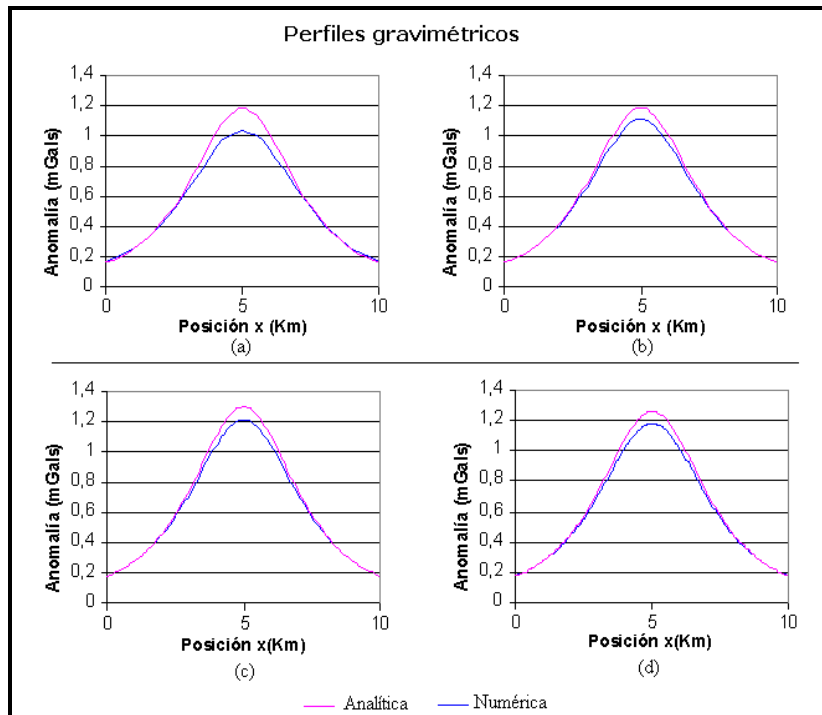 Perfiles gravimétricos
1,4
1,2
1
0,8
0,6
0,4
0,2
0
Anomalía (mGals)
0 5 10
Posición x (Km)
(a)
1,4
1,2
1
0,8
0,6
0,4
0,2
0
Anomalía (mGals)
0 5 10
Posición x (Km)
(b)
1,4
1,2
1
0,8
0,6
0,4
0,2
0
Anomalía (mGals)
0 5 10
Posición x(Km)
(c)
1,4
1,2
1
0,8
0,6
0,4
0,2
0
Anomalía (mGals)
0 5 10
Posición x(Km)
(d)
Analítica Numérica